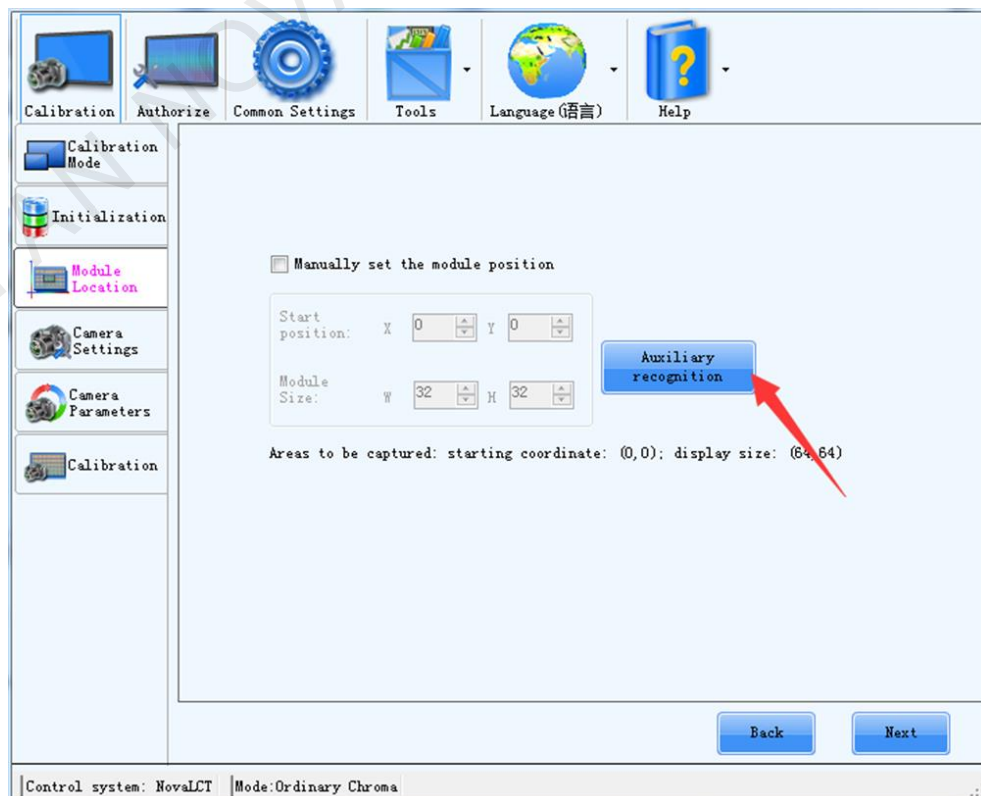 Calibration
Authorize
Common Settings
Tools
Language(语言)
Help
Calibration
Mode
Initialization
Module
Location
Camera
Settings
Camera
Parameters
Calibration
Manually set the module position
Start
position: X 0 Y 0
Module
Size: W 32 H 32
Auxiliary
recognition
Areas to be captured: starting coordinate: (0,0); display size: (64,64)
Back Next
Control system: NovaLCT Mode:Ordinary Chroma